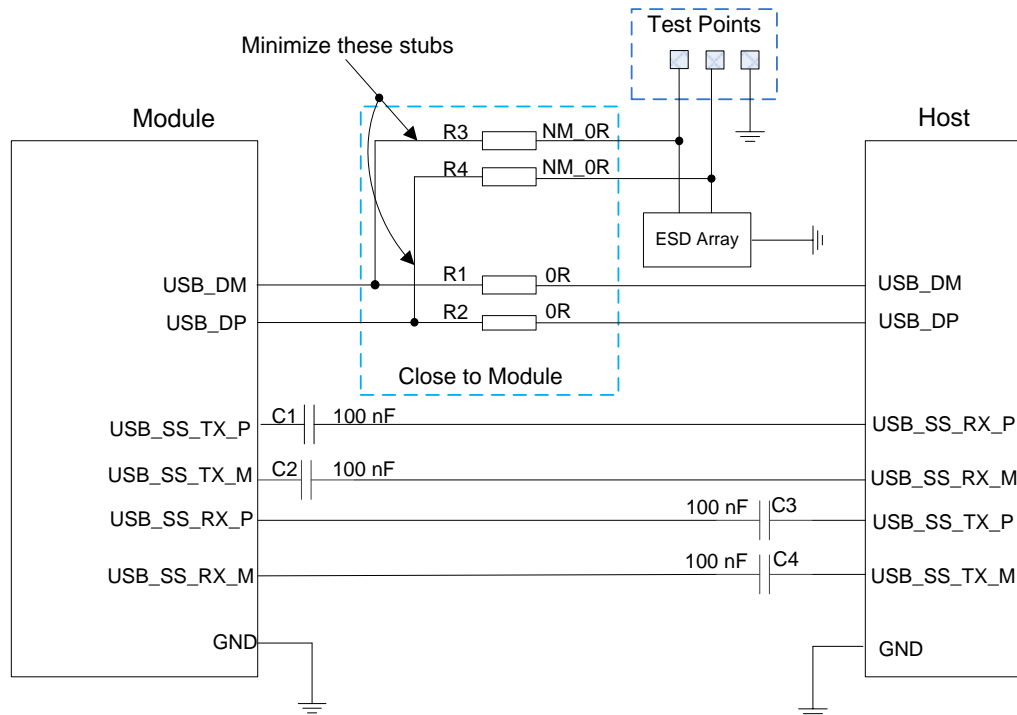 Test Points
Minimize these stubs
Module
Host
R3 NM_0R
R4 NM_0R
ESD Array
USB_DM R1 0R USB_DM
USB_DP R2 0R USB_DP
Close to Module
USB_SS_TX_P C1 100 nF USB_SS_RX_P
USB_SS_TX_M C2 100 nF USB_SS_RX_M
USB_SS_RX_P 100 nF C3 USB_SS_TX_P
USB_SS_RX_M 100 nF C4 USB_SS_TX_M
GND GND